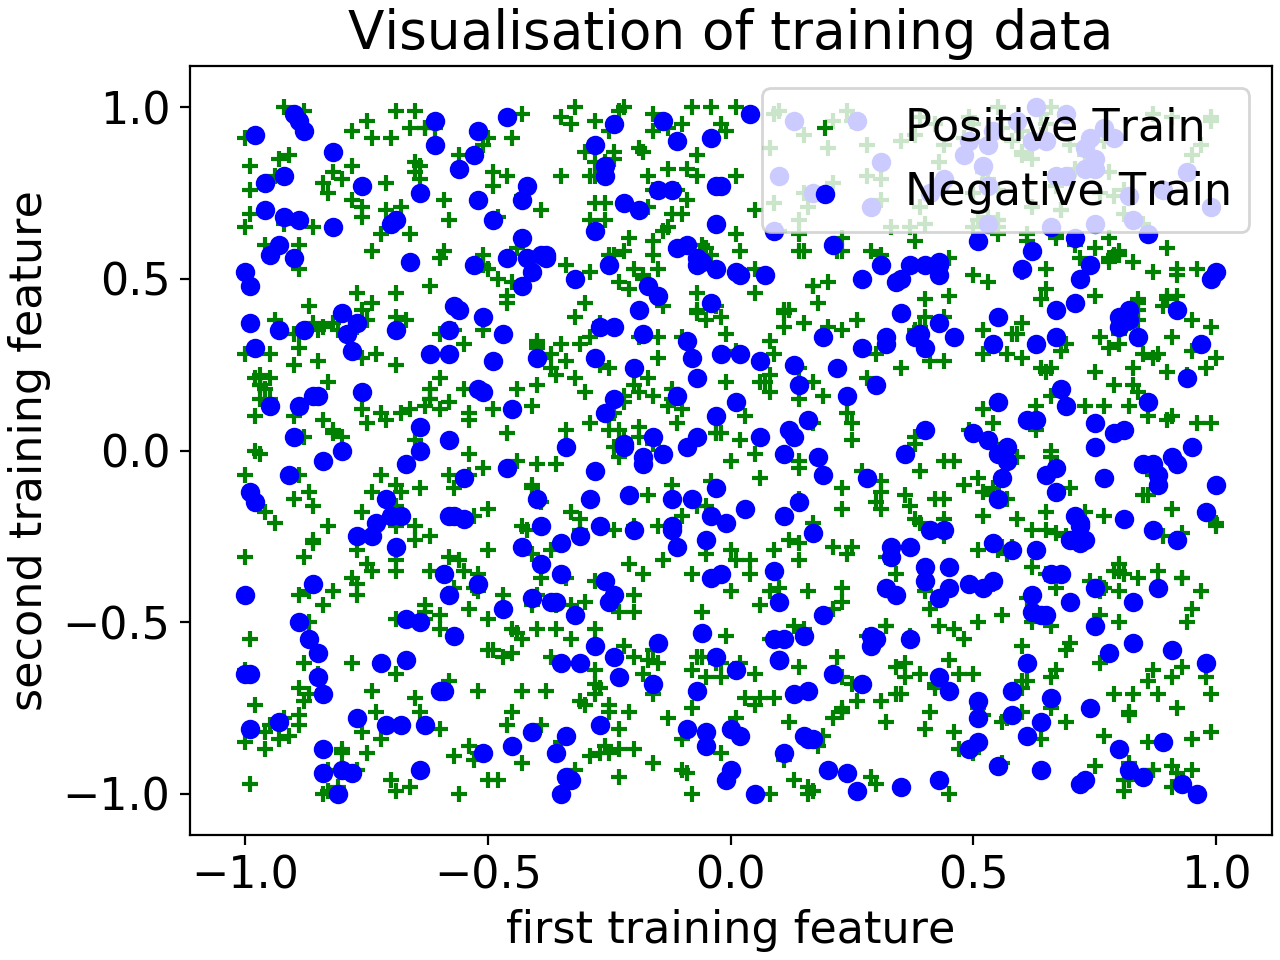 Visualisation of training data
Positive Train
Negative Train
1.0
0.5
0.0
−0.5
−1.0
second training feature
−1.0 −0.5 0.0 0.5 1.0
first training feature